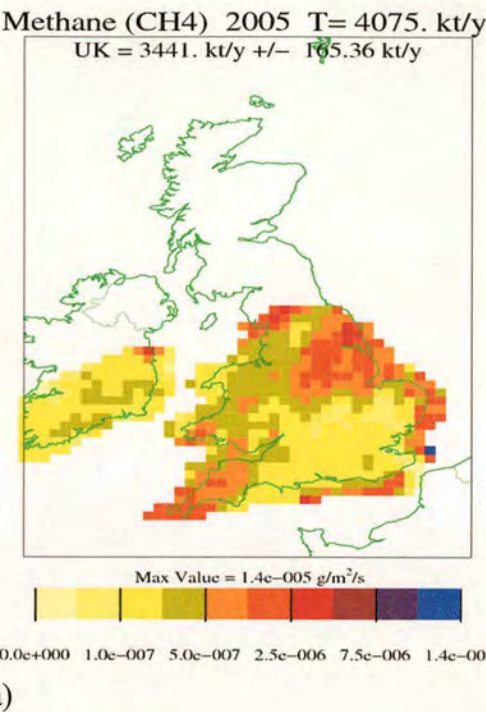 Methane (CH4) 2005 T= 4075. kt/y
UK = 3441. kt/y +/− 165.36 kt/y
Max Value = 1.4e−005 g/m²/s
0.0e+000 1.0e−007 5.0e−007 2.5e−006 7.5e−006 1.4e−00